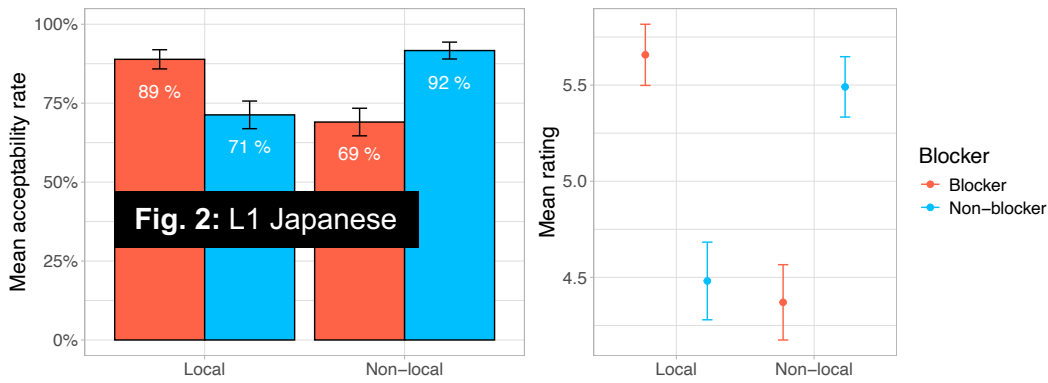 Mean acceptability rate
100%
75%
50%
25%
0%
89 %
71 %
69 %
92 %
Fig. 2: L1 Japanese
Local
Non−local
Mean rating
5.5
5.0
4.5
Local
Non−local
Blocker
Blocker
Non−blocker